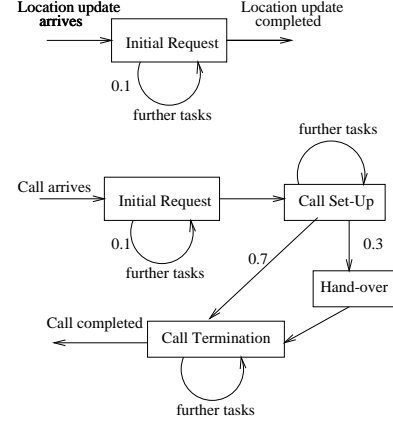 Location update
arrives
Location update
completed
Initial Request
0.1
further tasks
further tasks
Call arrives
Initial Request
Call Set-Up
0.1
further tasks
0.7
0.3
Hand-over
Call completed
Call Termination
further tasks